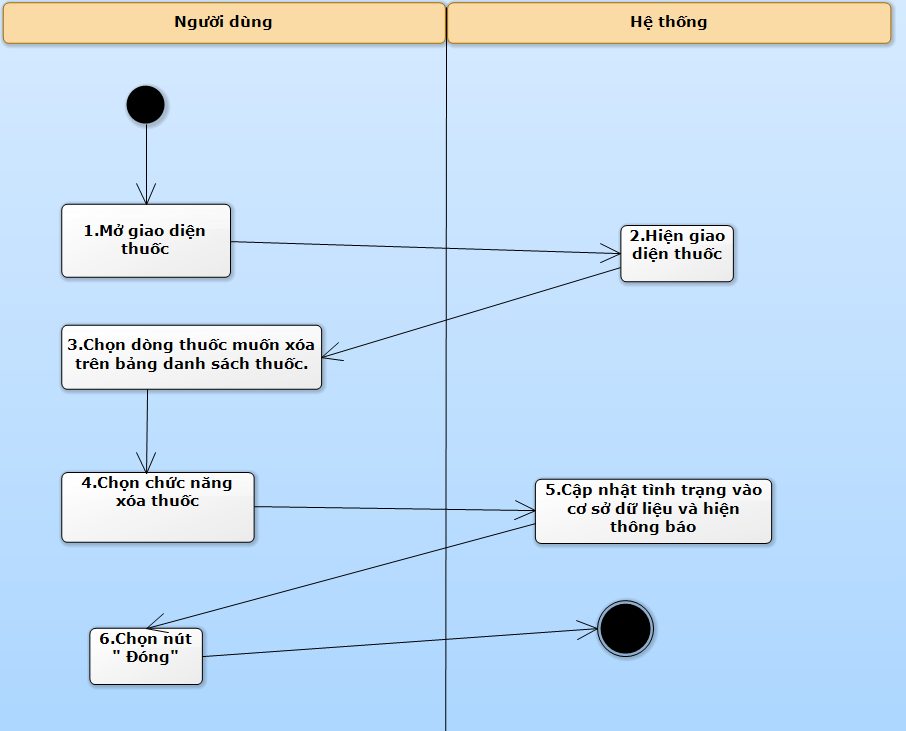 Người dùng
Hệ thống
1.Mở giao diện
thuốc
2.Hiện giao
diện thuốc
3.Chọn dòng thuốc muốn xóa
trên bảng danh sách thuốc.
4.Chọn chức năng
xóa thuốc
5.Cập nhật tình trạng vào
cơ sở dữ liệu và hiện
thông báo
6.Chọn nút
" Đóng"